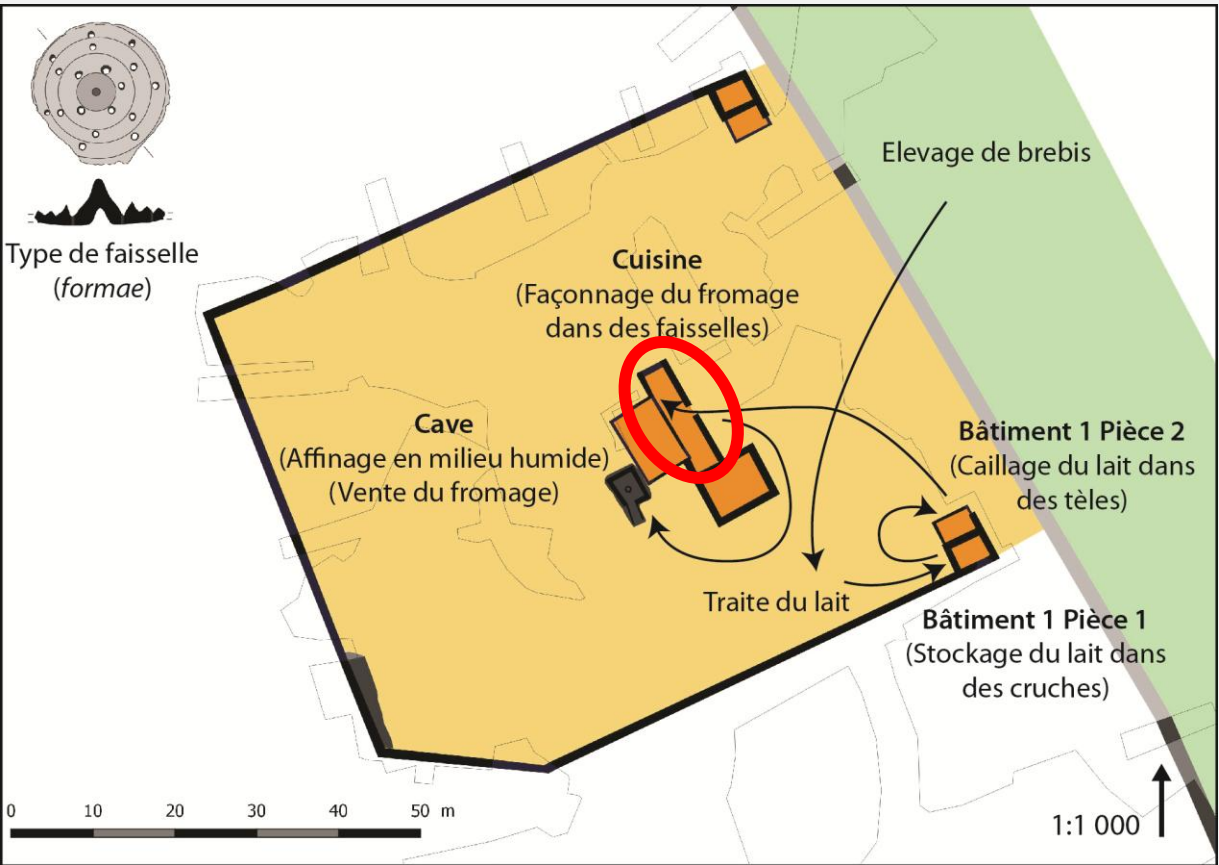 Type de faisselle
(formae)
Elevage de brebis
Cuisine
(Façonnage du fromage
dans des faisselles)
Cave
(Affinage en milieu humide)
(Vente du fromage)
Bâtiment 1 Pièce 2
(Caillage du lait dans
des tèles)
Traite du lait
Bâtiment 1 Pièce 1
(Stockage du lait dans
des cruches)
0 10 20 30 40 50 m
1:1 000